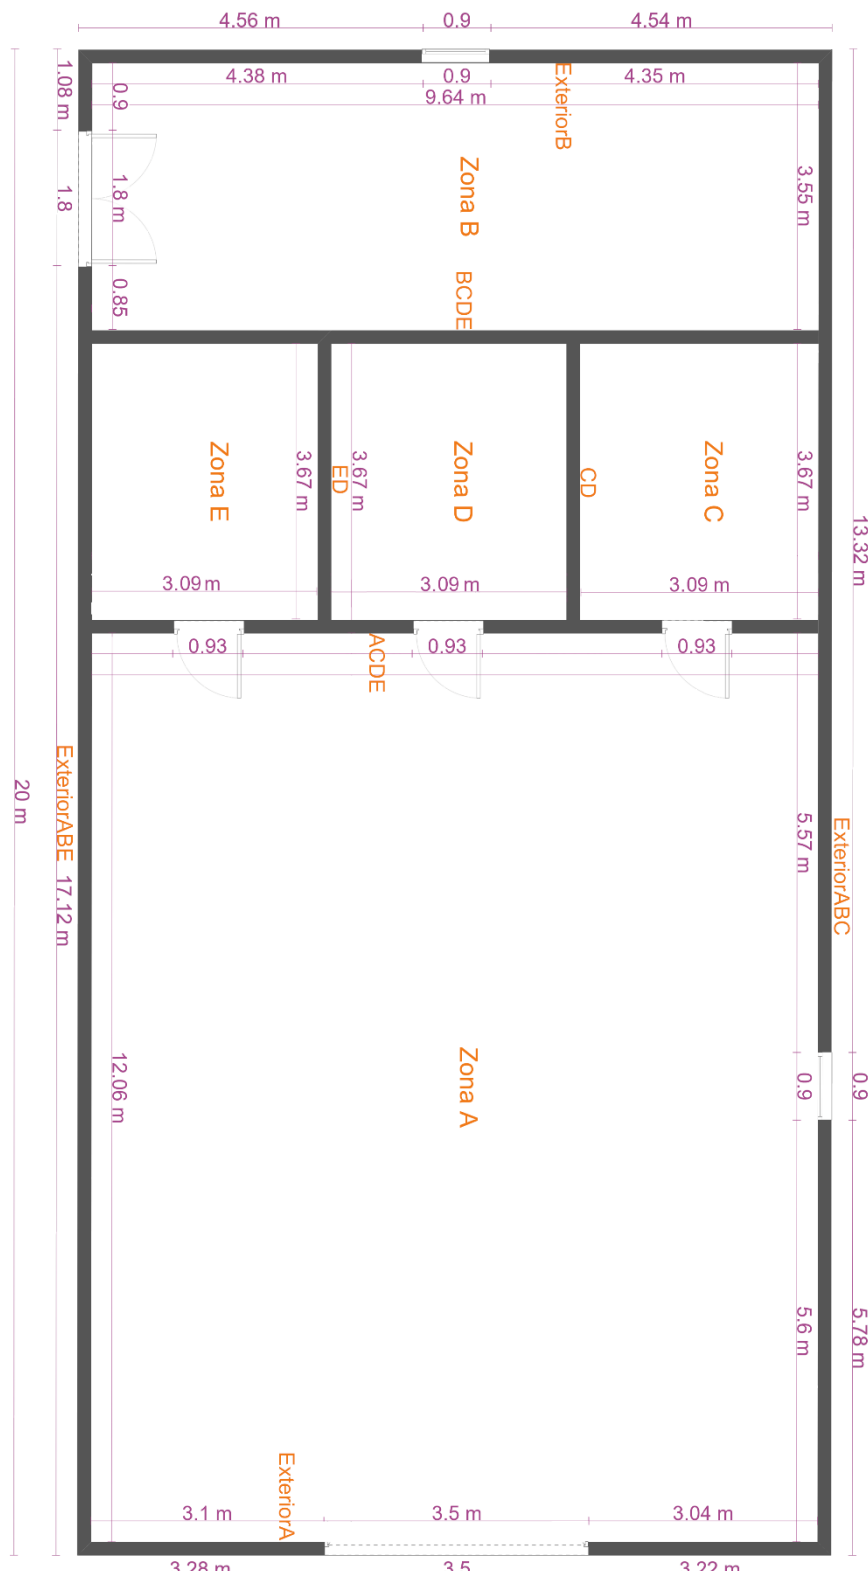 4.56 m 0.9 4.54 m
4.38 m 0.9 4.35 m
9.64 m
1.08 m
0.9
ExteriorB
1.8
1.8 m
Zona B
3.55 m
0.85
BCDE
Zona E
3.67 m
ED
3.67 m
Zona D
CD
Zona C
3.67 m
13.32 m
3.09 m 3.09 m 3.09 m
0.93 0.93 0.93
ACDE
20 m
ExteriorABE
17.12 m
5.57 m
ExteriorABC
12.06 m
Zona A
0.9
0.9
5.6 m
5.78 m
ExteriorA
3.1 m 3.5 m 3.04 m
3.28 m 3.5 3.22 m